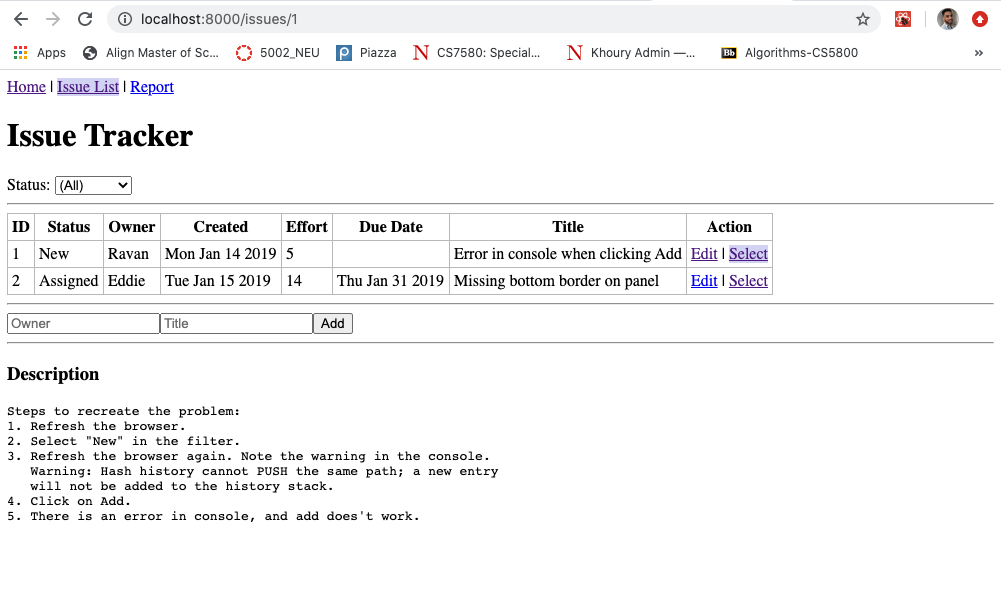 localhost:8000/issues/1
Apps Align Master of Sc... 5002_NEU Piazza CS7580: Special... Khoury Admin —... Bb Algorithms-CS5800 »
Home | Issue List | Report
Issue Tracker
Status: (All)
ID Status Owner Created Effort Due Date Title Action
1 New Ravan Mon Jan 14 2019 5 Error in console when clicking Add Edit | Select
2 Assigned Eddie Tue Jan 15 2019 14 Thu Jan 31 2019 Missing bottom border on panel Edit | Select
Owner Title Add
Description
Steps to recreate the problem:
1. Refresh the browser.
2. Select "New" in the filter.
3. Refresh the browser again. Note the warning in the console.
Warning: Hash history cannot PUSH the same path; a new entry
will not be added to the history stack.
4. Click on Add.
5. There is an error in console, and add does't work.